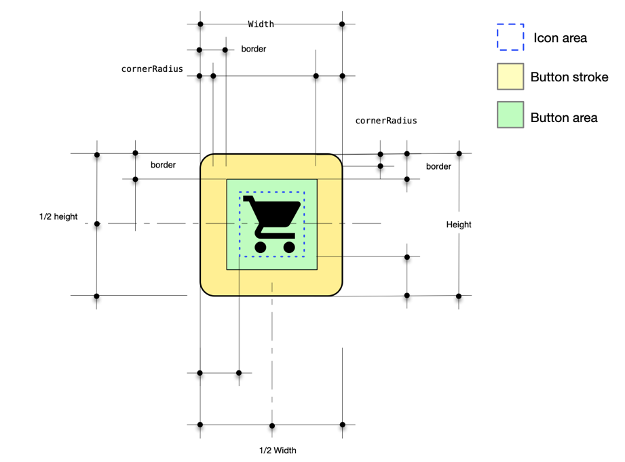 Width
border
cornerRadius
Icon area
Button stroke
Button area
cornerRadius
border
border
1/2 height
Height
1/2 Width